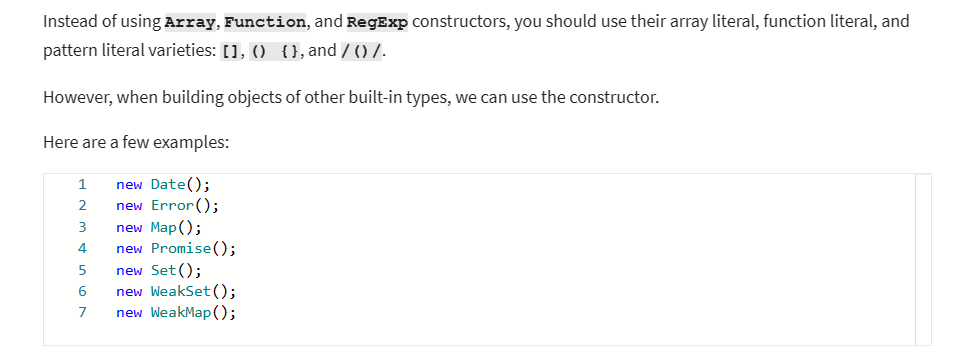 Instead of using Array, Function, and RegExp constructors, you should use their array literal, function literal, and
pattern literal varieties: [], () {}, and /()/.
However, when building objects of other built-in types, we can use the constructor.
Here are a few examples:
1 new Date();
2 new Error();
3 new Map();
4 new Promise();
5 new Set();
6 new WeakSet();
7 new WeakMap();